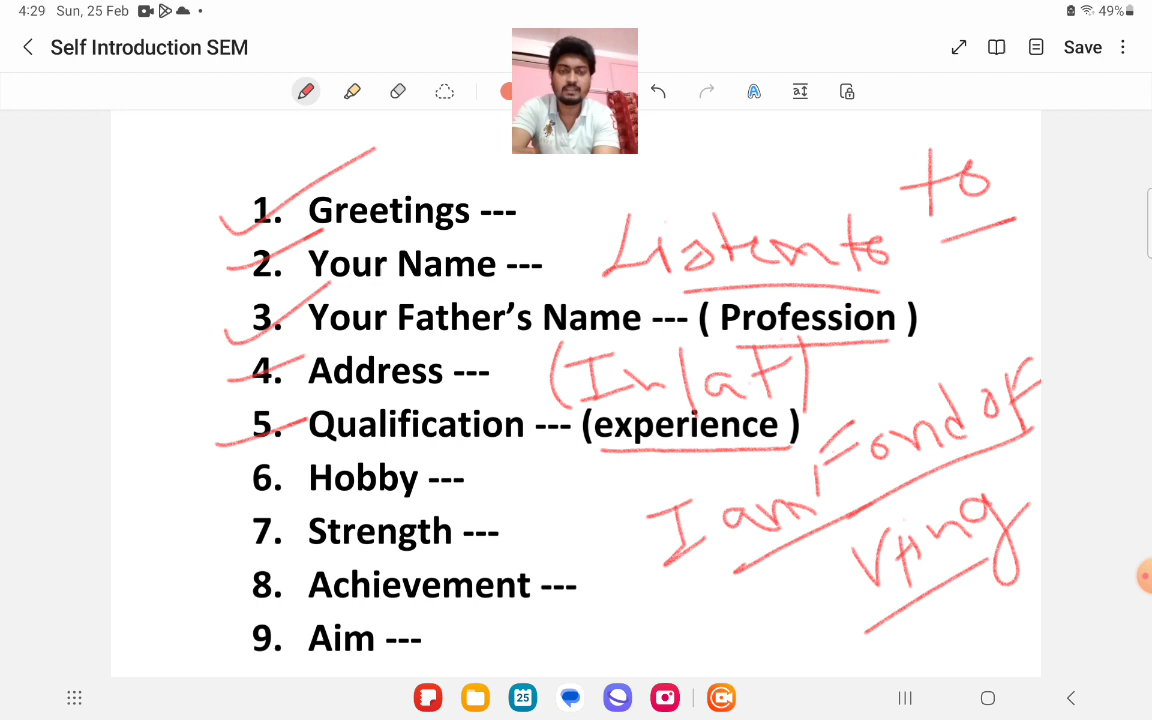 4:29 Sun, 25 Feb
49%
Self Introduction SEM
Save
to
1. Greetings ---
Listen to
2. Your Name ---
3. Your Father's Name --- ( Profession )
4. Address ---
(In/at)
5. Qualification --- (experience )
I am Fond of
6. Hobby ---
V+ing
7. Strength ---
8. Achievement ---
9. Aim ---
25